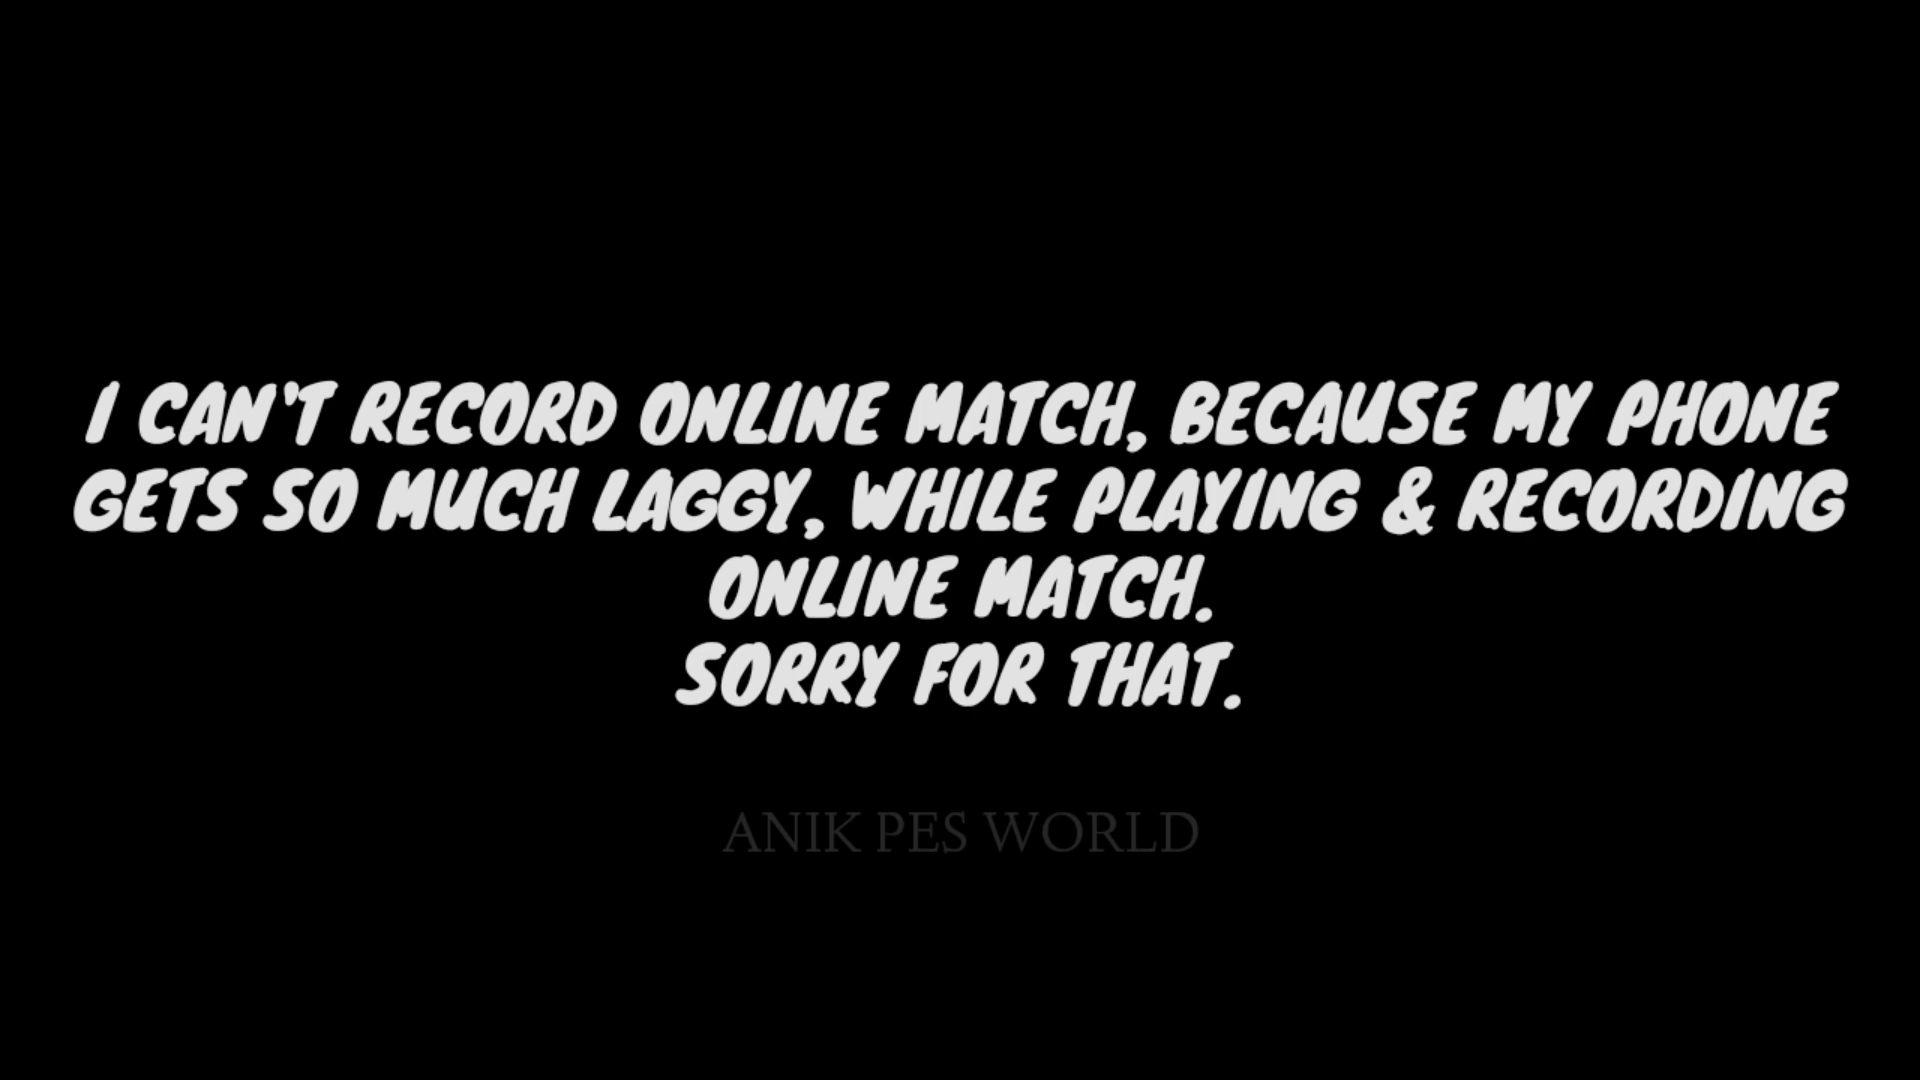 I CAN'T RECORD ONLINE MATCH, BECAUSE MY PHONE
GETS SO MUCH LAGGY, WHILE PLAYING & RECORDING
ONLINE MATCH.
SORRY FOR THAT.
ANIK PES WORLD